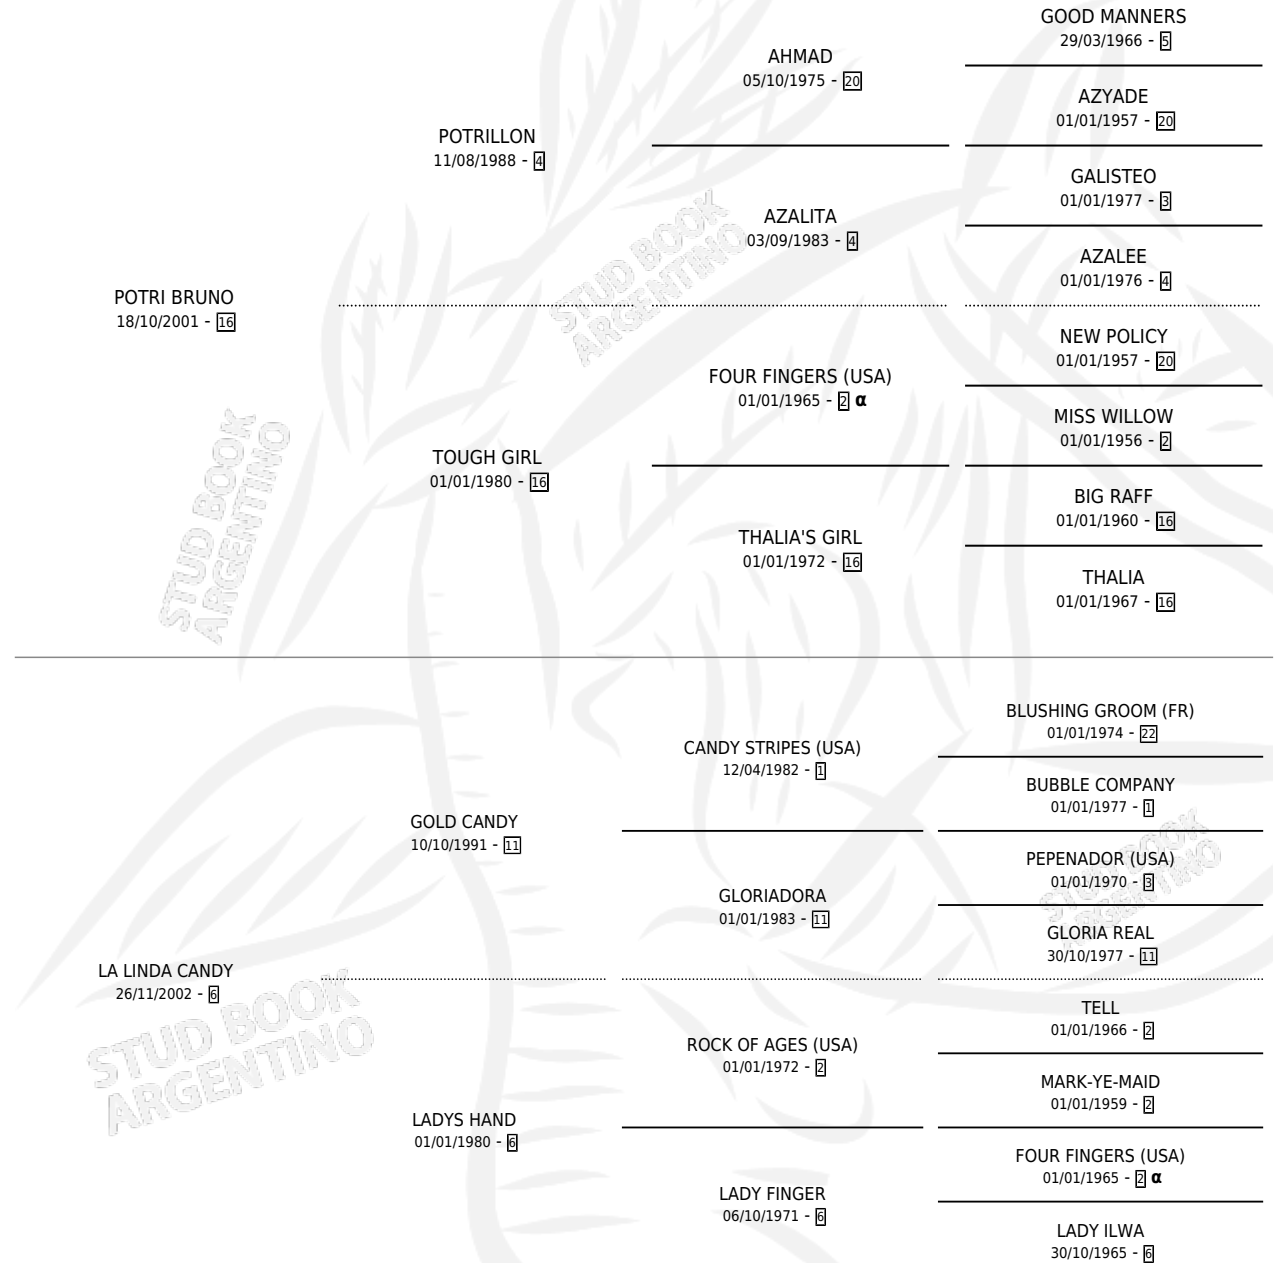 GOOD MANNERS
29/03/1966 - 5
AHMAD
05/10/1975 - 20
AZYADE
01/01/1957 - 20
POTRILLON
11/08/1988 - 4
GALISTEO
01/01/1977 - 3
AZALITA
03/09/1983 - 4
AZALEE
01/01/1976 - 4
POTRI BRUNO
18/10/2001 - 16
NEW POLICY
01/01/1957 - 20
FOUR FINGERS (USA)
01/01/1965 - 2 α
MISS WILLOW
01/01/1956 - 2
TOUGH GIRL
01/01/1980 - 16
BIG RAFF
01/01/1960 - 16
THALIA'S GIRL
01/01/1972 - 16
THALIA
01/01/1967 - 16
STUD BOOK
ARGENTINO
STUD BOOK
ARGENTINO
BLUSHING GROOM (FR)
01/01/1974 - 22
CANDY STRIPES (USA)
12/04/1982 - 1
BUBBLE COMPANY
01/01/1977 - 1
GOLD CANDY
10/10/1991 - 11
PEPENADOR (USA)
01/01/1970 - 3
GLORIADORA
01/01/1983 - 11
GLORIA REAL
30/10/1977 - 11
LA LINDA CANDY
26/11/2002 - 6
TELL
01/01/1966 - 2
ROCK OF AGES (USA)
01/01/1972 - 2
MARK-YE-MAID
01/01/1959 - 2
LADYS HAND
01/01/1980 - 6
FOUR FINGERS (USA)
01/01/1965 - 2 α
LADY FINGER
06/10/1971 - 6
LADY ILWA
30/10/1965 - 6
STUD BOOK
ARGENTINO
STUD BOOK
ARGENTINO